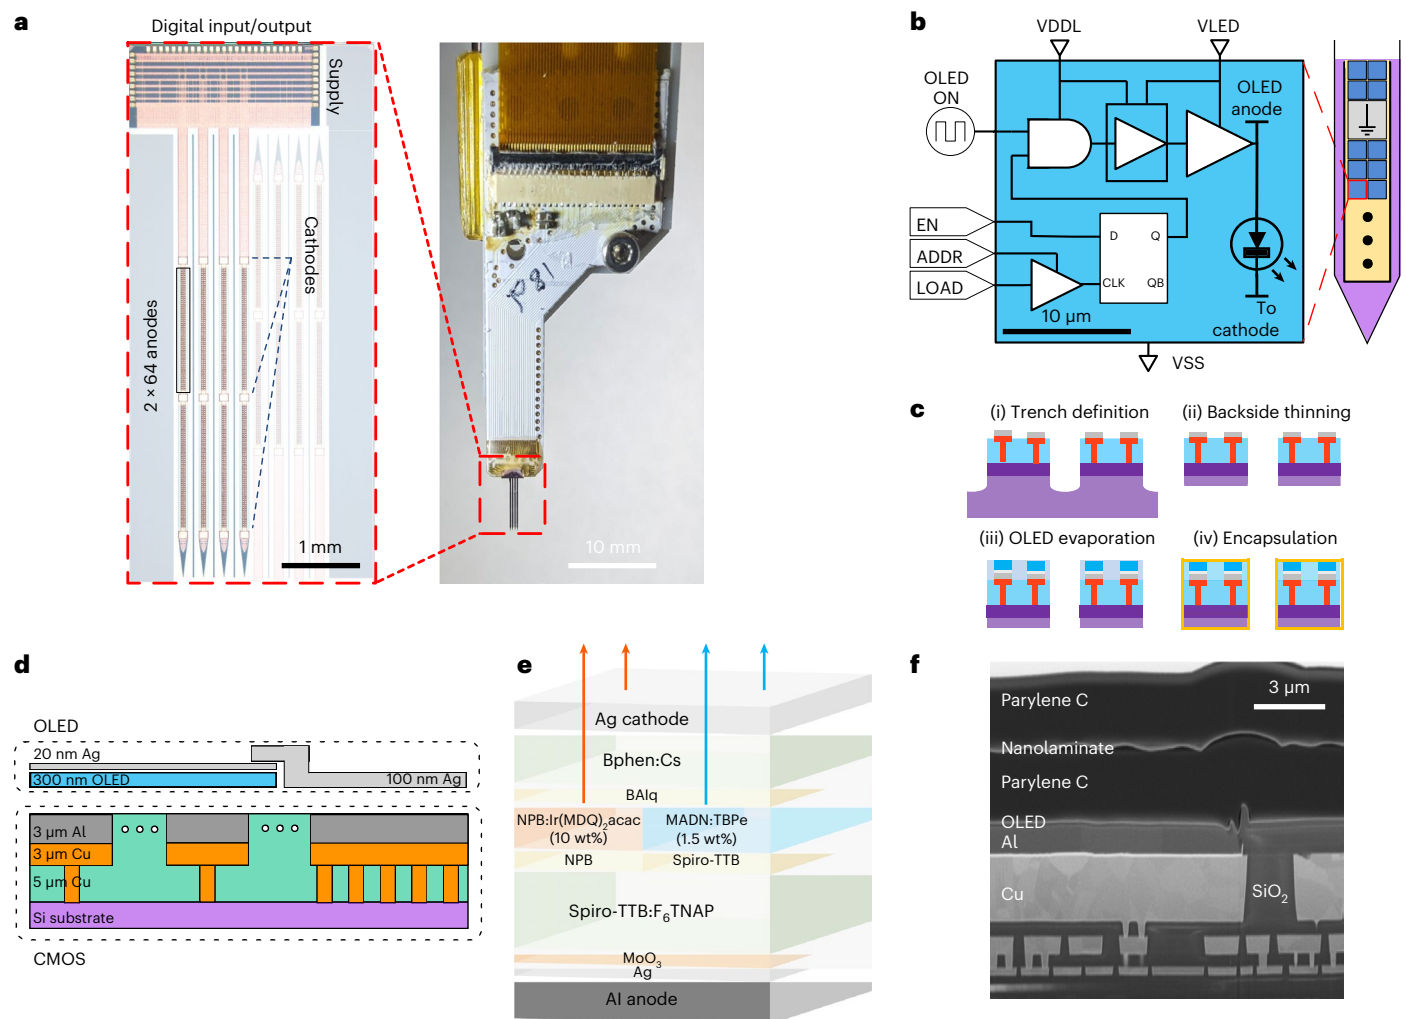 a
Digital input/output
Supply
Cathodes
2 × 64 anodes
1 mm
P81
10 mm
b
VDDL
VLED
OLED
ON
OLED
anode
EN
ADDR
LOAD
D
Q
CLK
QB
10 µm
To
cathode
VSS
c
(i) Trench definition
(ii) Backside thinning
(iii) OLED evaporation
(iv) Encapsulation
d
OLED
20 nm Ag
300 nm OLED
100 nm Ag
3 µm Al
3 µm Cu
5 µm Cu
Si substrate
CMOS
e
Ag cathode
Bphen:Cs
BAlq
NPB:Ir(MDQ)₂acac
(10 wt%)
MADN:TBPe
(1.5 wt%)
NPB
Spiro-TTB
Spiro-TTB:F₆TNAP
MoO₃
Ag
Al anode
f
Parylene C
3 µm
Nanolaminate
Parylene C
OLED
Al
Cu
SiO₂